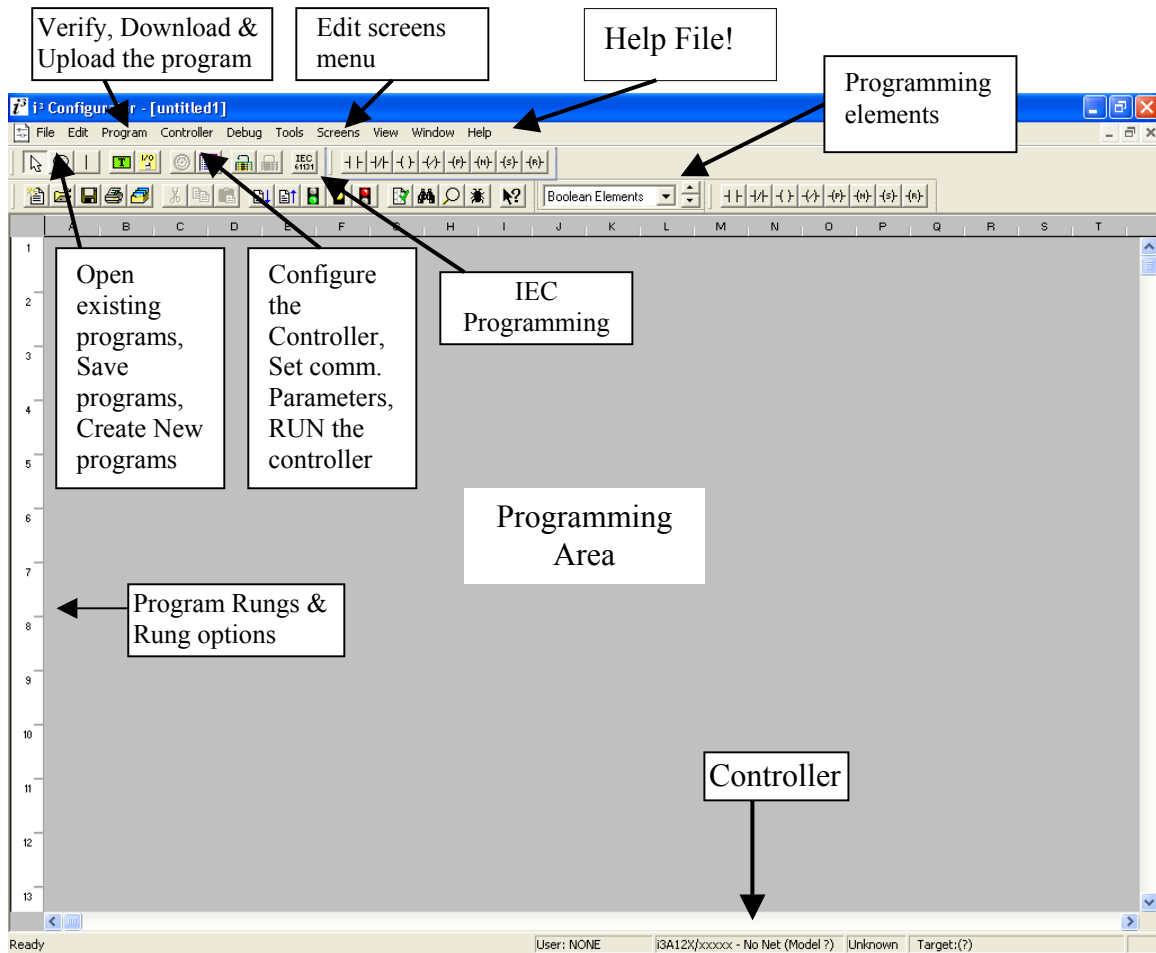 Verify, Download &
Upload the program
Edit screens
menu
Help File!
Programming
elements
i³ i³ Configurator - [untitled1]
File Edit Program Controller Debug Tools Screens View Window Help
T I/O IEC 61131 (P) (N) (S) (R)
Boolean Elements (P) (N) (S) (R)
A B C D E F G H I J K L M N O P Q R S T
1
2
3
4
5
6
7
8
9
10
11
12
13
Open
existing
programs,
Save
programs,
Create New
programs
Configure
the
Controller,
Set comm.
Parameters,
RUN the
controller
IEC
Programming
Programming
Area
Program Rungs &
Rung options
Controller
Ready User: NONE i3A12X/xxxxx - No Net (Model ?) Unknown Target:(?)